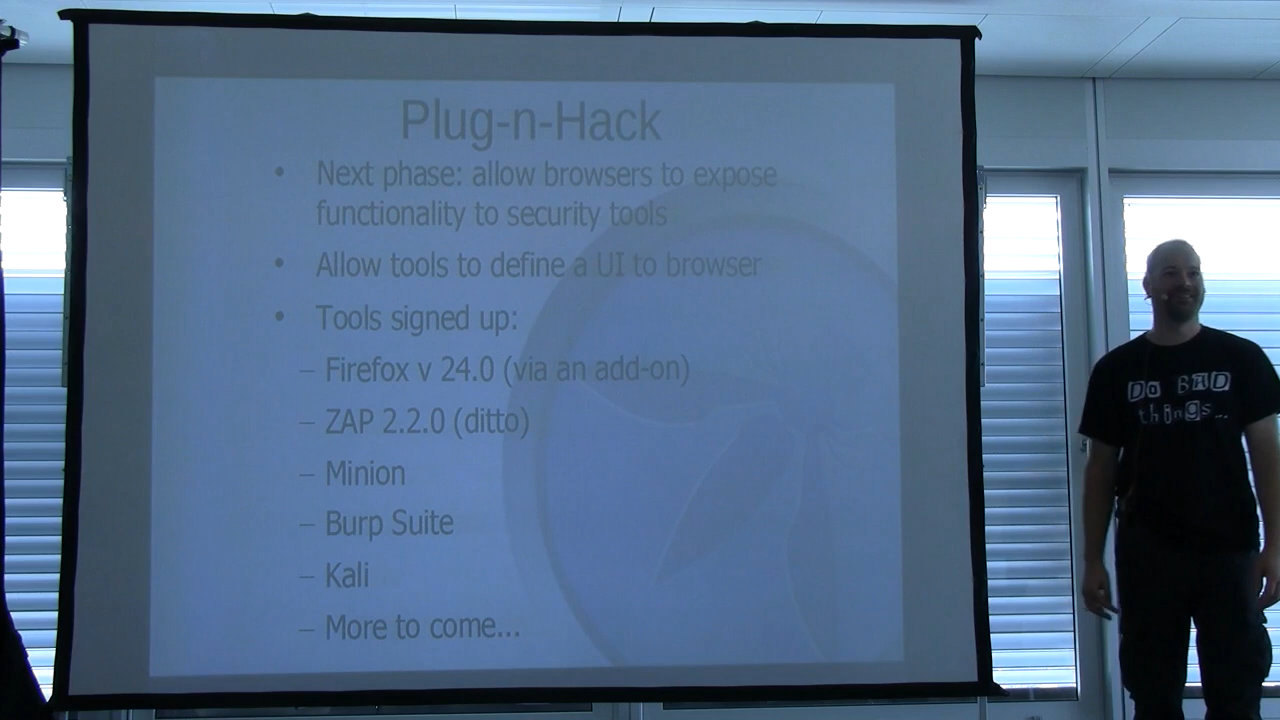 Plug-n-Hack
• Next phase: allow browsers to expose
functionality to security tools
• Allow tools to define a UI to browser
• Tools signed up:
– Firefox v 24.0 (via an add-on)
– ZAP 2.2.0 (ditto)
– Minion
– Burp Suite
– Kali
– More to come...
Do BAD
things...